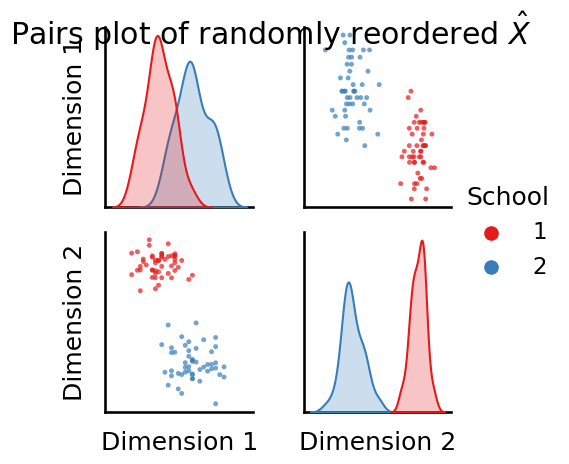 Pairs plot of randomly reordered X̂
Dimension 1
School
1
2
Dimension 2
Dimension 1
Dimension 2